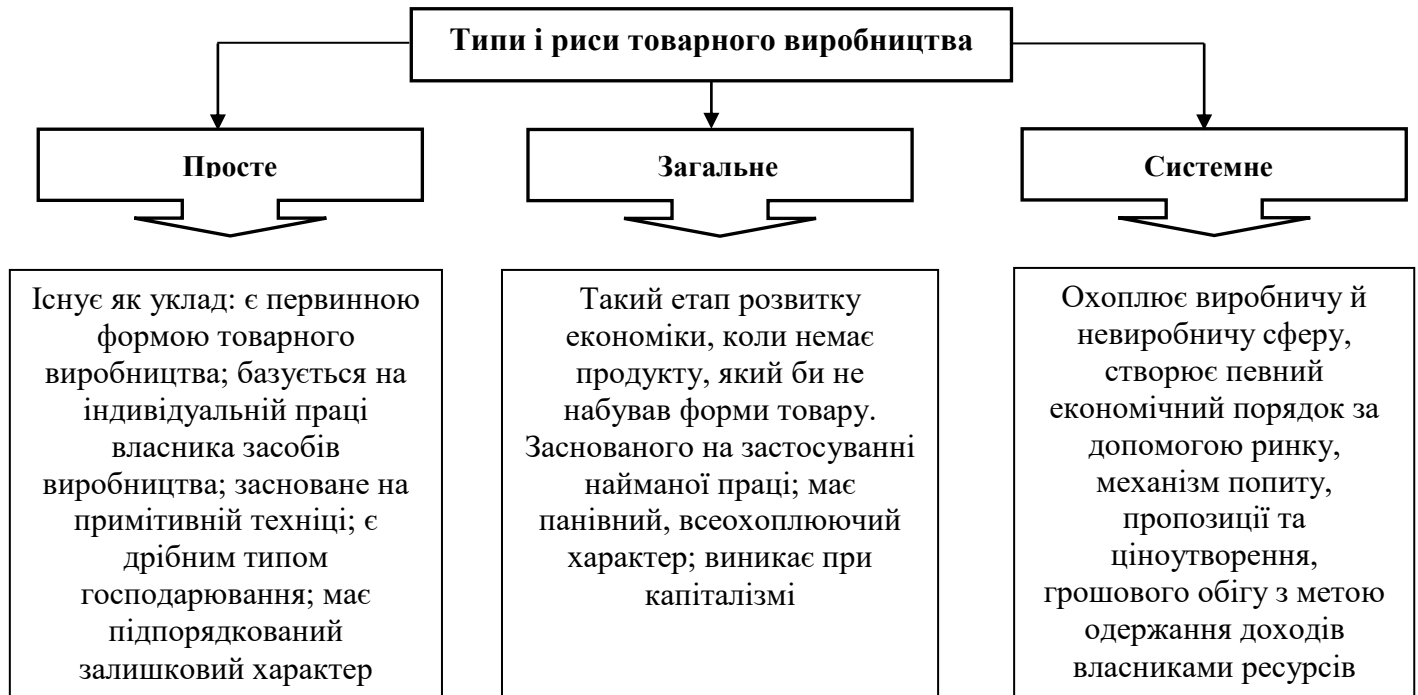 Типи і риси товарного виробництва
Просте
Загальне
Системне
Існує як уклад: є первинною
формою товарного
виробництва; базується на
індивідуальній праці
власника засобів
виробництва; засноване на
примітивній техніці; є
дрібним типом
господарювання; має
підпорядкований
залишковий характер
Такий етап розвитку
економіки, коли немає
продукту, який би не
набував форми товару.
Заснованого на застосуванні
найманої праці; має
панівний, всеохоплюючий
характер; виникає при
капіталізмі
Охоплює виробничу й
невиробничу сферу,
створює певний
економічний порядок за
допомогою ринку,
механізм попиту,
пропозиції та
ціноутворення,
грошового обігу з метою
одержання доходів
власниками ресурсів